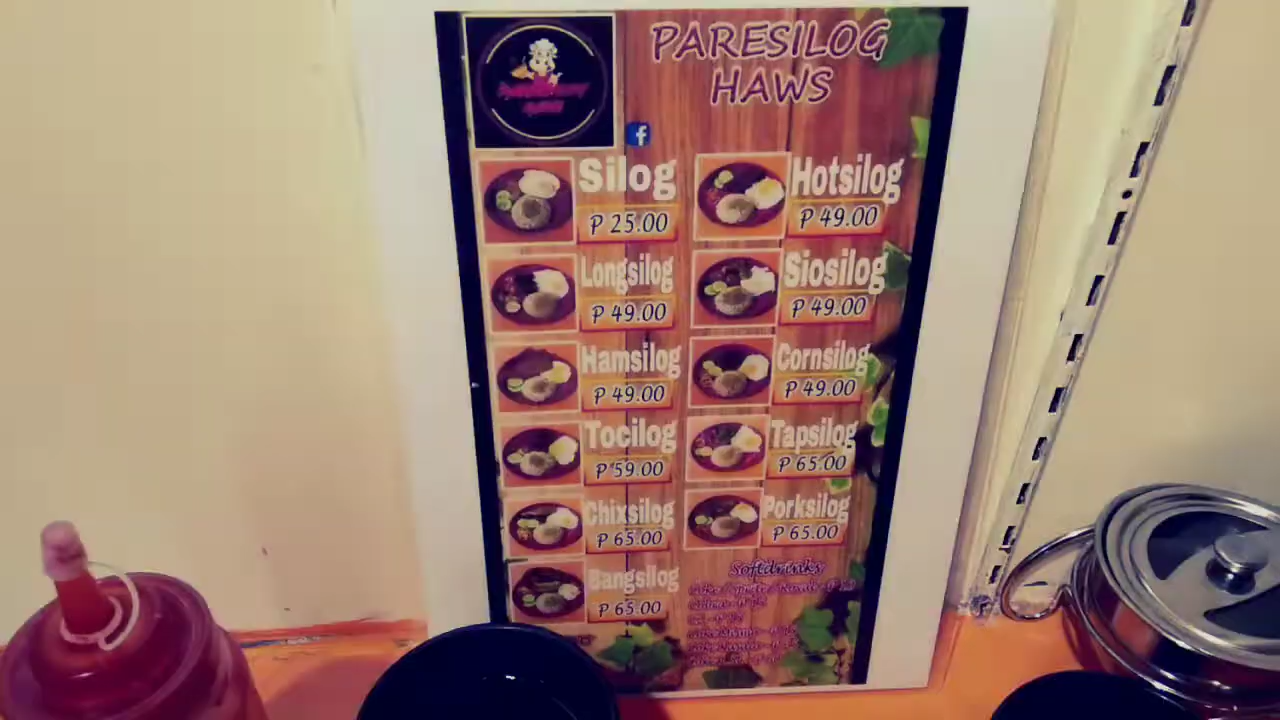 PARESILOG
HAWS
Silog
₱ 25.00
Hotsilog
₱ 49.00
Longsilog
₱ 49.00
Siosilog
₱ 49.00
Hamsilog
₱ 49.00
Cornsilog
₱ 49.00
Tocilog
₱ 59.00
Tapsilog
₱ 65.00
Chixsilog
₱ 65.00
Porksilog
₱ 65.00
Bangsilog
₱ 65.00
Softdrinks